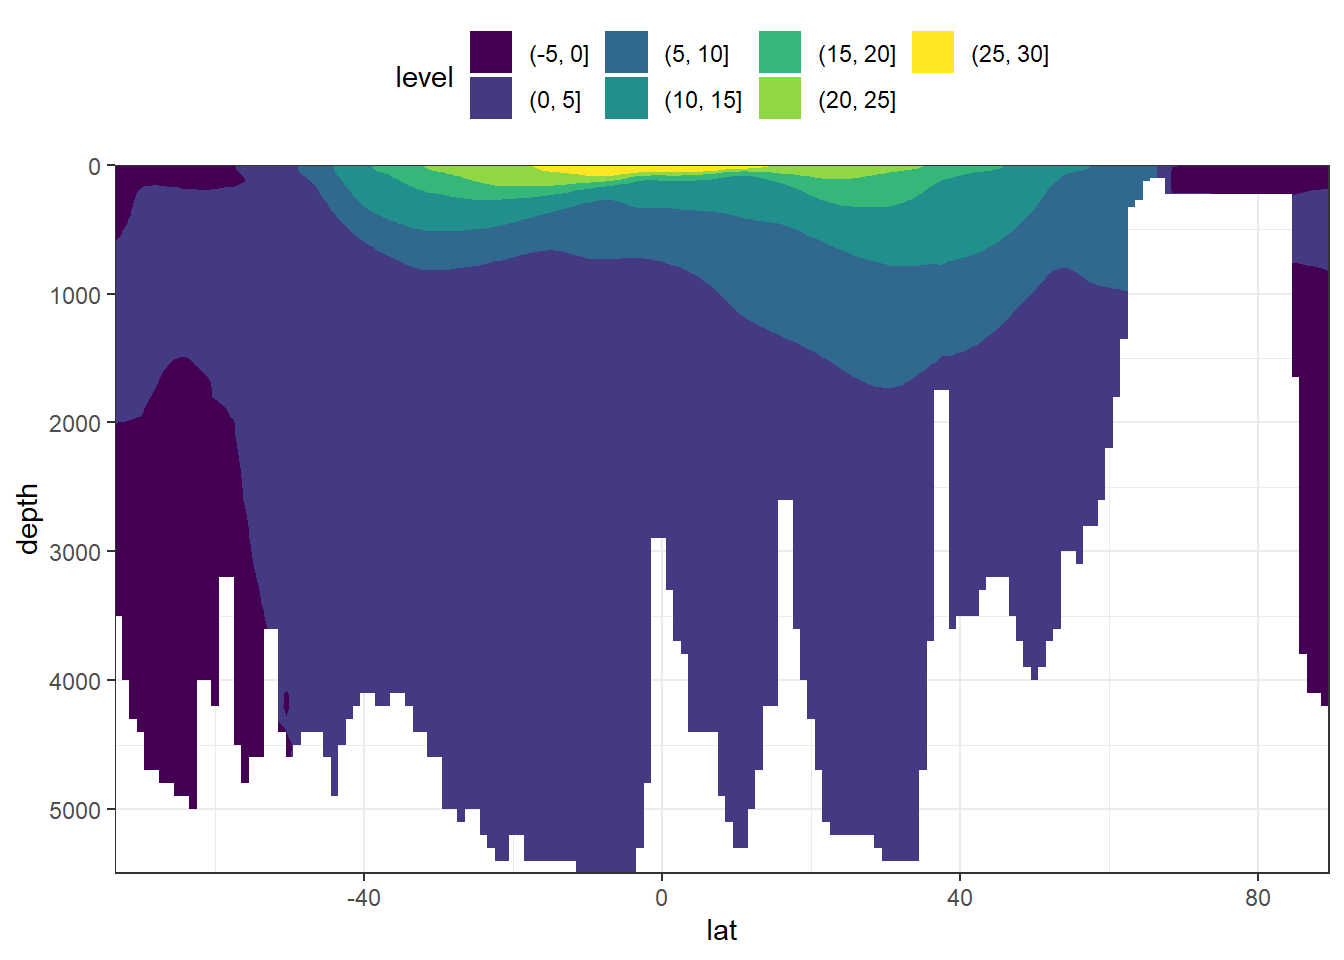 level
(-5, 0] (5, 10] (15, 20] (25, 30]
(0, 5] (10, 15] (20, 25]
0
1000
2000
3000
4000
5000
depth
-40 0 40 80
lat